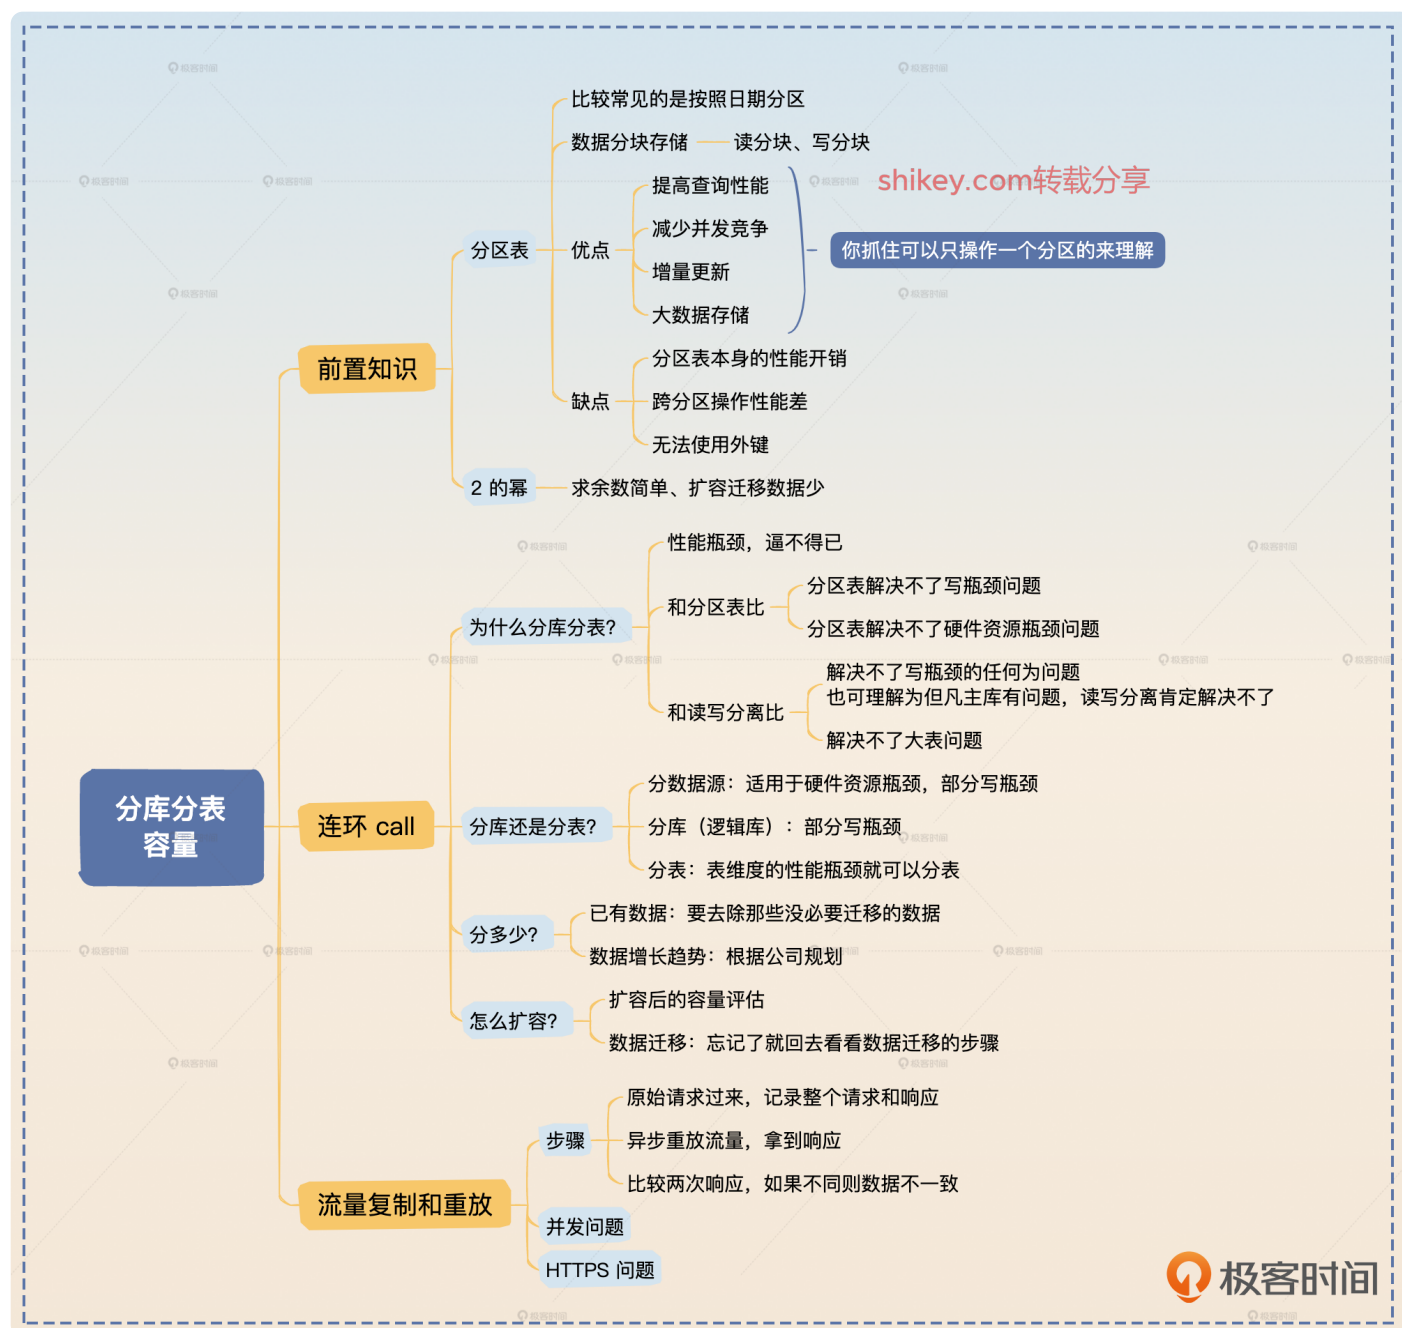 比较常见的是按照日期分区
数据分块存储
读分块、写分块
shikey.com转载分享
提高查询性能
减少并发竞争
分区表
优点
你抓住可以只操作一个分区的来理解
增量更新
大数据存储
前置知识
分区表本身的性能开销
缺点
跨分区操作性能差
无法使用外键
2 的幂
求余数简单、扩容迁移数据少
性能瓶颈，逼不得已
分区表解决不了写瓶颈问题
为什么分库分表？
和分区表比
分区表解决不了硬件资源瓶颈问题
解决不了写瓶颈的任何为问题
也可理解为但凡主库有问题，读写分离肯定解决不了
和读写分离比
解决不了大表问题
分库分表
容量
连环 call
分数据源：适用于硬件资源瓶颈，部分写瓶颈
分库还是分表？
分库（逻辑库）：部分写瓶颈
分表：表维度的性能瓶颈就可以分表
已有数据：要去除那些没必要迁移的数据
分多少？
数据增长趋势：根据公司规划
扩容后的容量评估
怎么扩容？
数据迁移：忘记了就回去看看数据迁移的步骤
原始请求过来，记录整个请求和响应
步骤
异步重放流量，拿到响应
比较两次响应，如果不同则数据不一致
流量复制和重放
并发问题
HTTPS 问题
极客时间